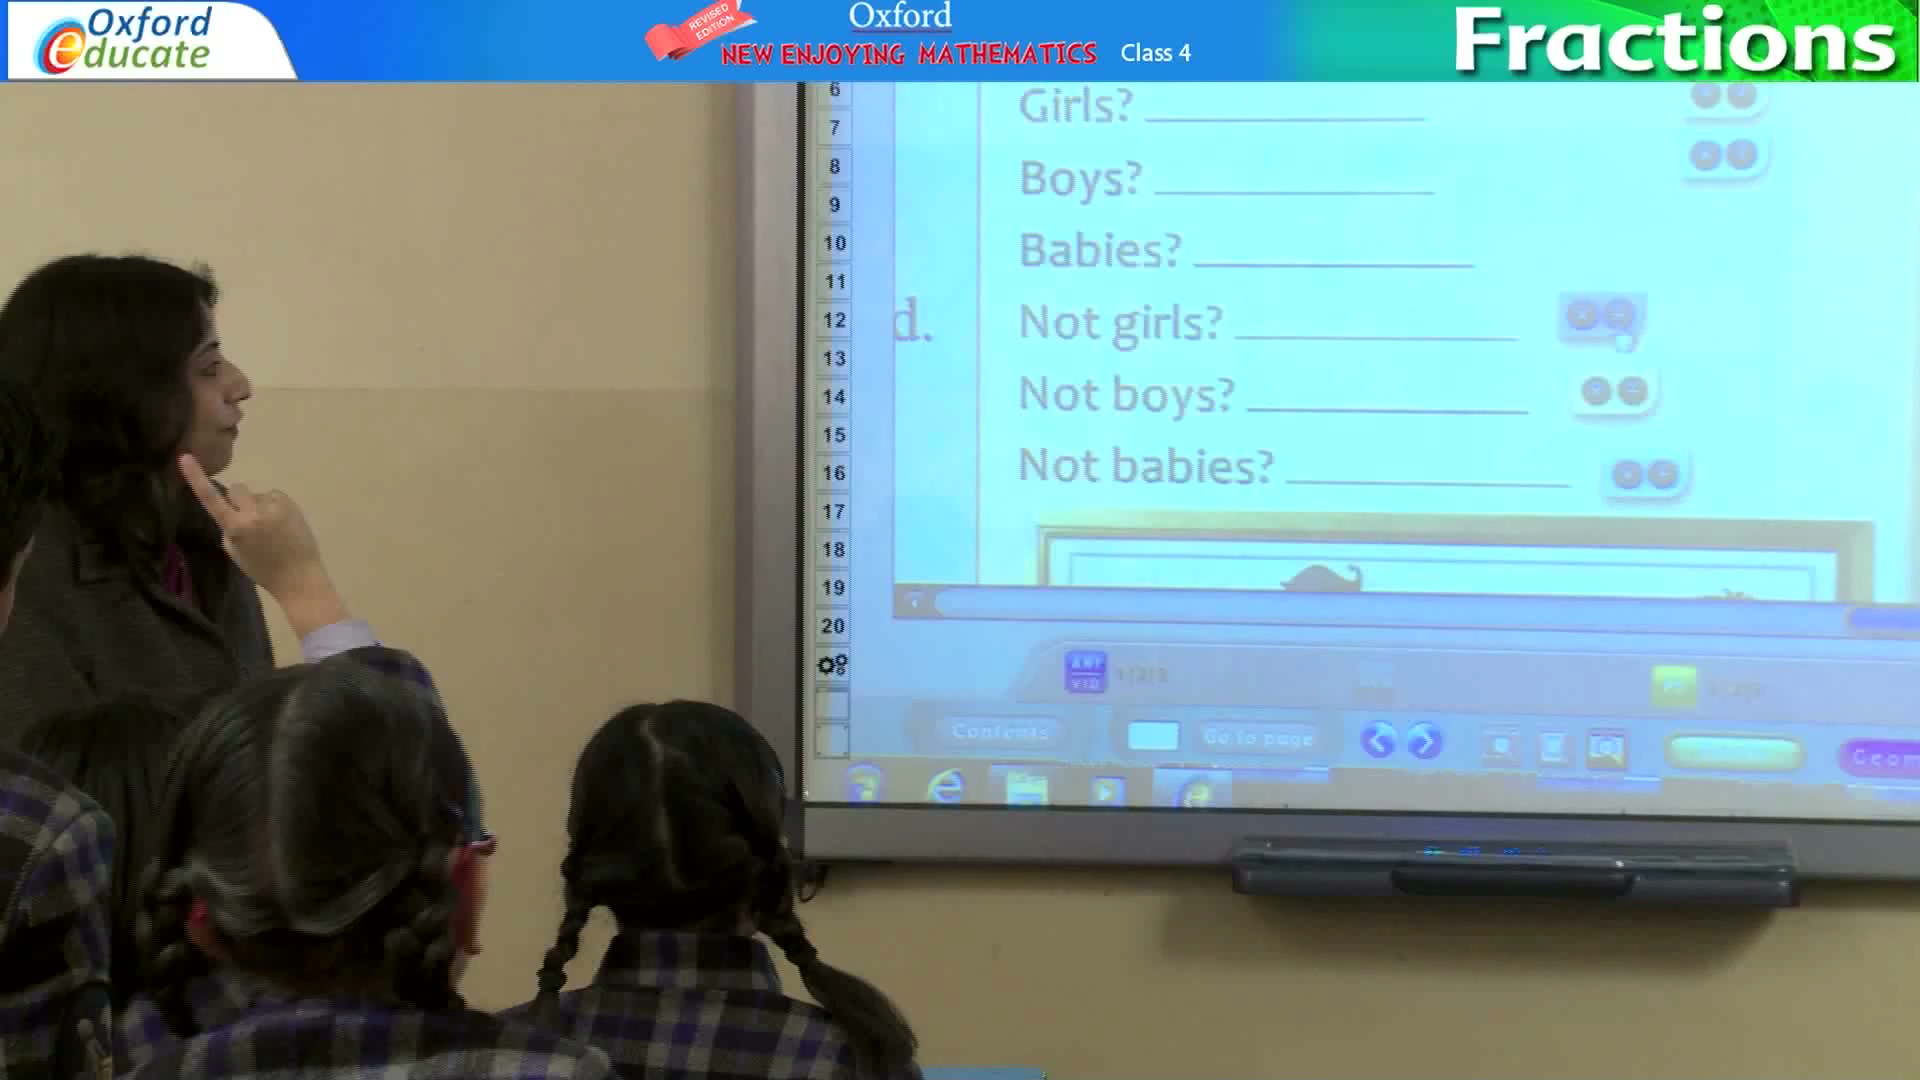 Oxford
educate
REVISED
EDITION
Oxford
NEW ENJOYING MATHEMATICS Class 4
Fractions
6
7
8
9
10
11
12
13
14
15
16
17
18
19
20
Girls?
Boys?
Babies?
d. Not girls?
Not boys?
Not babies?
Contents
Go to page